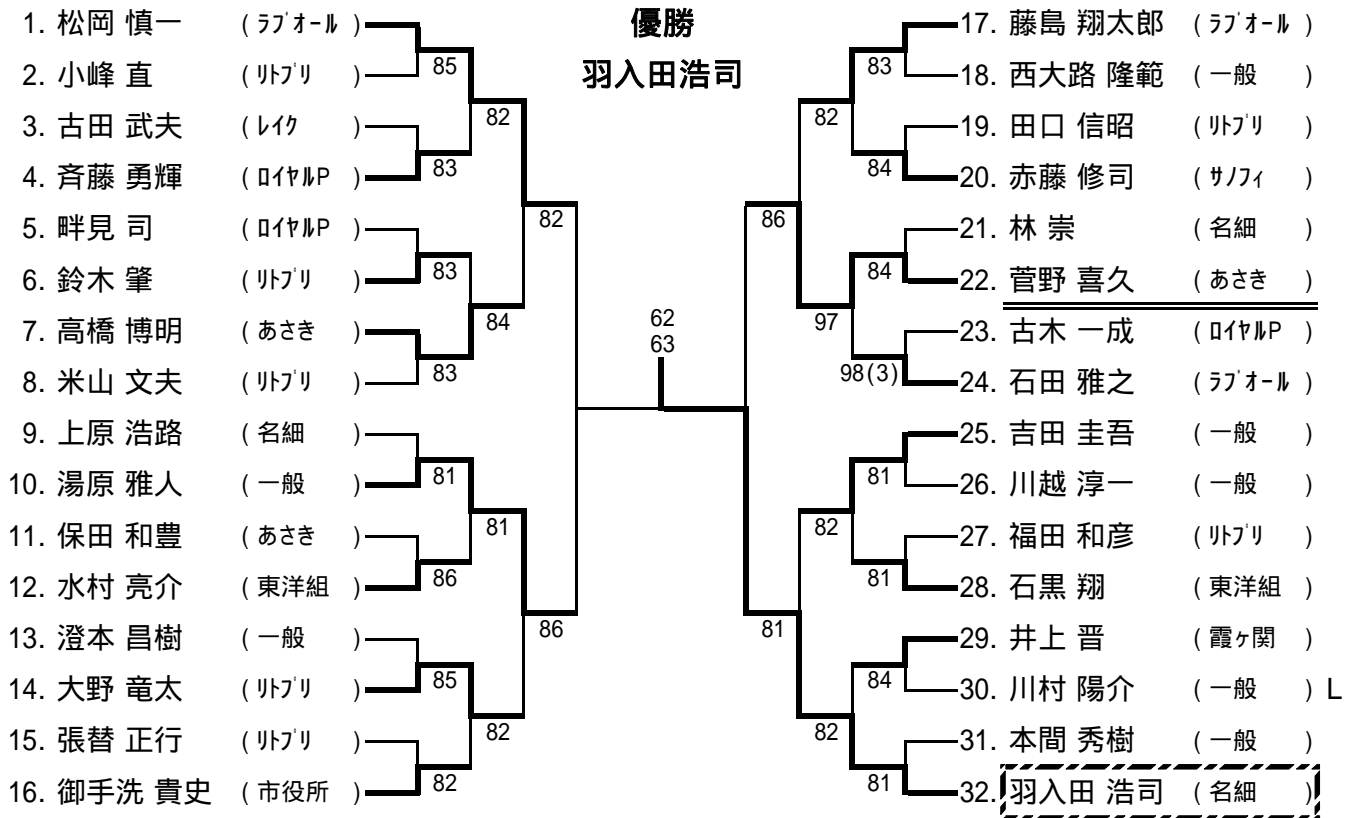 優勝
羽入田浩司
1. 松岡 慎一 (ﾗﾌﾞｵｰﾙ)
2. 小峰 直 (ﾘﾄﾌﾟﾘ)
3. 古田 武夫 (ﾚｲｸ)
4. 斉藤 勇輝 (ﾛｲﾔﾙP)
5. 畔見 司 (ﾛｲﾔﾙP)
6. 鈴木 肇 (ﾘﾄﾌﾟﾘ)
7. 高橋 博明 (あさき)
8. 米山 文夫 (ﾘﾄﾌﾟﾘ)
9. 上原 浩路 (名細)
10. 湯原 雅人 (一般)
11. 保田 和豊 (あさき)
12. 水村 亮介 (東洋組)
13. 澄本 昌樹 (一般)
14. 大野 竜太 (ﾘﾄﾌﾟﾘ)
15. 張替 正行 (ﾘﾄﾌﾟﾘ)
16. 御手洗 貴史 (市役所)
85
83
83
83
81
86
85
82
82
84
81
82
82
86
62
63
86
81
82
97
82
82
83
84
84
98(3)
81
81
84
81
17. 藤島 翔太郎 (ﾗﾌﾞｵｰﾙ)
18. 西大路 隆範 (一般)
19. 田口 信昭 (ﾘﾄﾌﾟﾘ)
20. 赤藤 修司 (ｻﾉﾌｨ)
21. 林 崇 (名細)
22. 菅野 喜久 (あさき)
23. 古木 一成 (ﾛｲﾔﾙP)
24. 石田 雅之 (ﾗﾌﾞｵｰﾙ)
25. 吉田 圭吾 (一般)
26. 川越 淳一 (一般)
27. 福田 和彦 (ﾘﾄﾌﾟﾘ)
28. 石黒 翔 (東洋組)
29. 井上 晋 (霞ヶ関)
30. 川村 陽介 (一般) L
31. 本間 秀樹 (一般)
32. 羽入田 浩司 (名細)